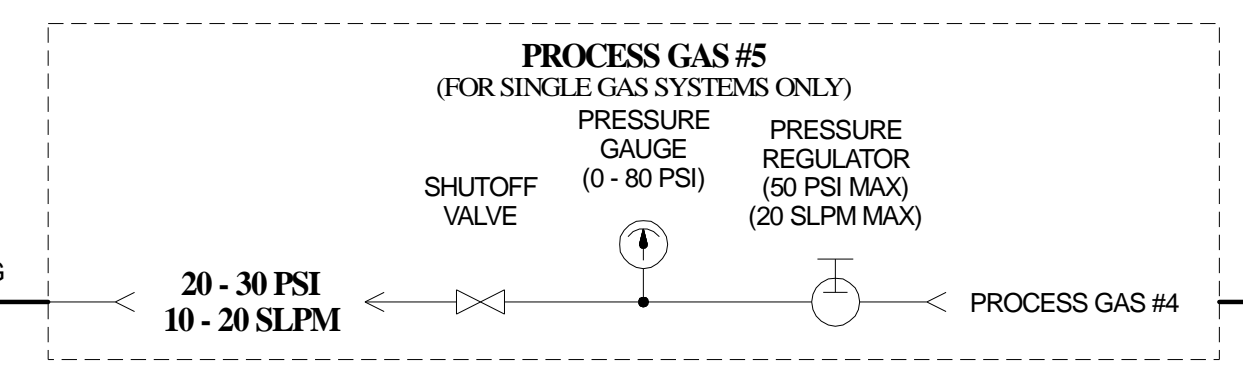 PROCESS GAS #5
(FOR SINGLE GAS SYSTEMS ONLY)
PRESSURE
GAUGE
(0 - 80 PSI)
PRESSURE
REGULATOR
(50 PSI MAX)
(20 SLPM MAX)
SHUTOFF
VALVE
G
20 - 30 PSI
10 - 20 SLPM
PROCESS GAS #4